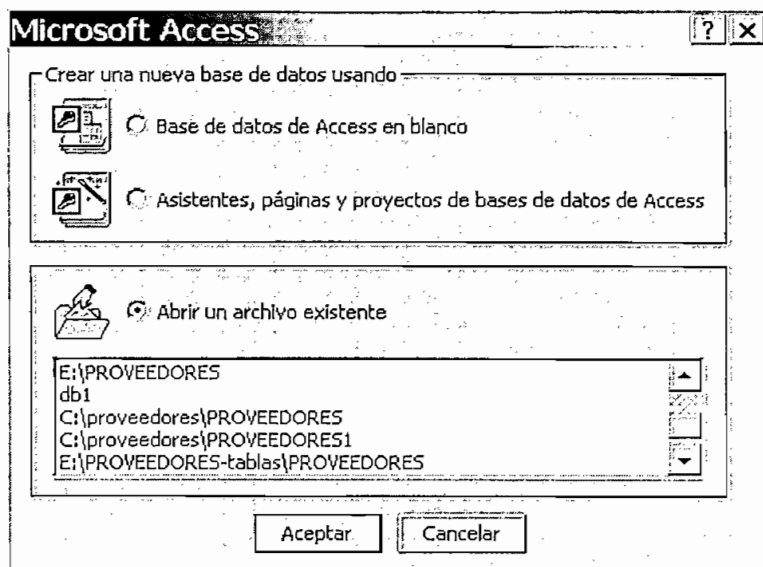 Microsoft Access
? X
Crear una nueva base de datos usando
Base de datos de Access en blanco
Asistentes, páginas y proyectos de bases de datos de Access
Abrir un archivo existente
E:\PROVEEDORES
db1
C:\proveedores\PROVEEDORES
C:\proveedores\PROVEEDORES1
E:\PROVEEDORES-tablas\PROVEEDORES
Aceptar Cancelar